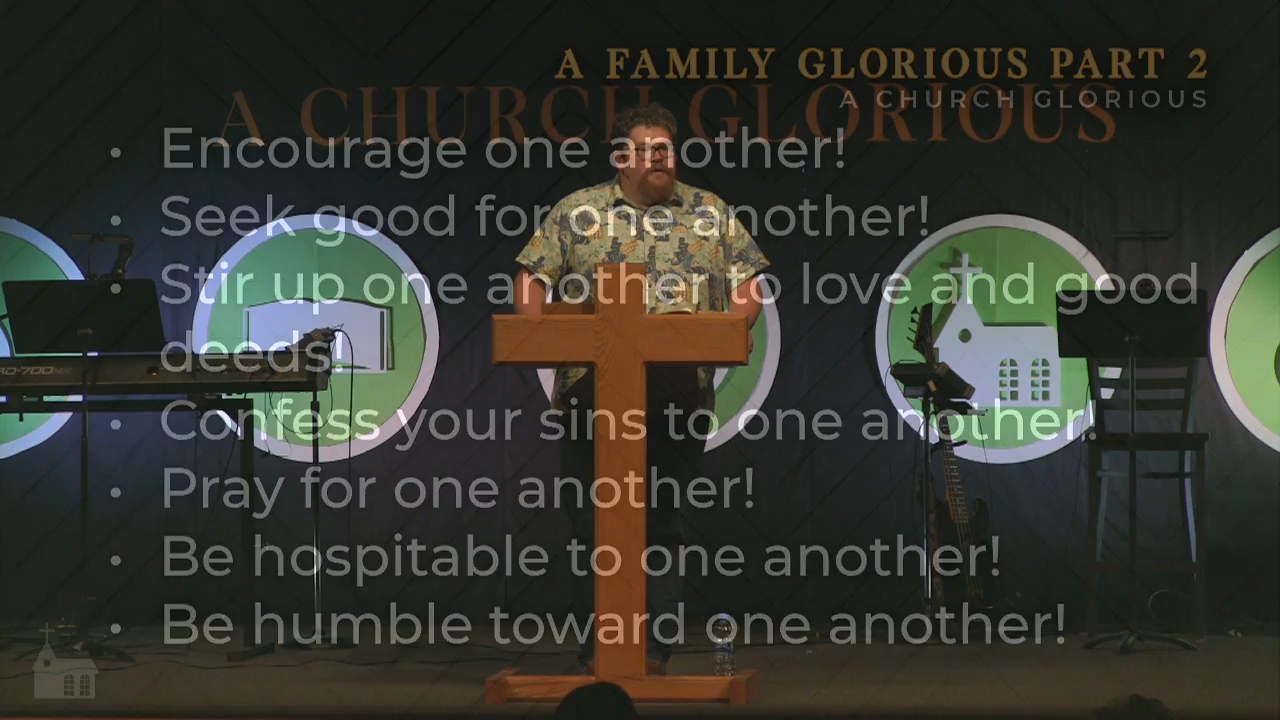 A FAMILY GLORIOUS PART 2
A CHURCH GLORIOUS
A CHURCH GLORIOUS
• Encourage one another!
• Seek good for one another!
• Stir up one another to love and good
deeds!
• Confess your sins to one another.
• Pray for one another!
• Be hospitable to one another!
• Be humble toward one another!
RD-700NX